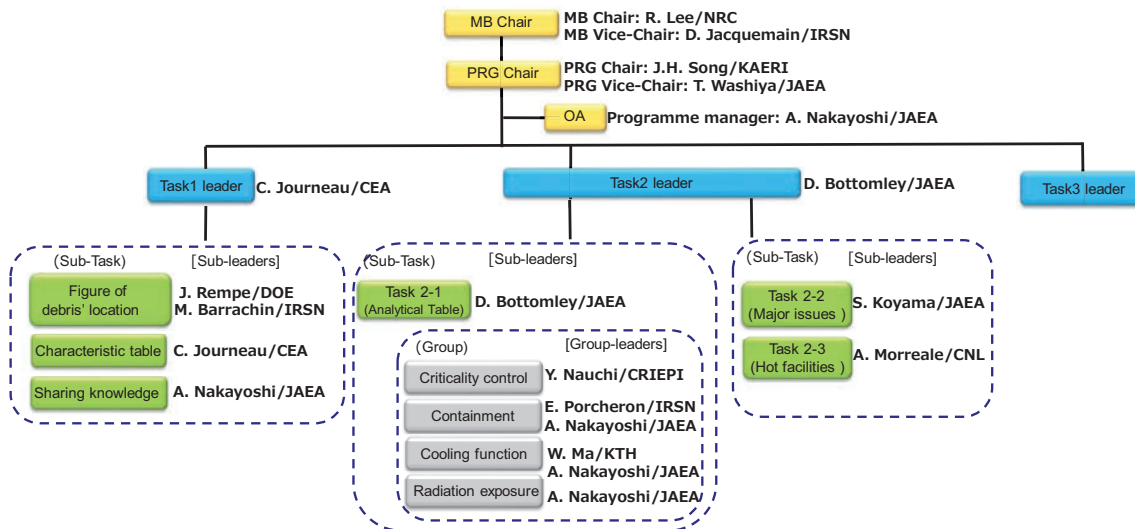 MB Chair
MB Chair: R. Lee/NRC
MB Vice-Chair: D. Jacquemain/IRSN
PRG Chair
PRG Chair: J.H. Song/KAERI
PRG Vice-Chair: T. Washiya/JAEA
OA
Programme manager: A. Nakayoshi/JAEA
Task1 leader
C. Journeau/CEA
Task2 leader
D. Bottomley/JAEA
Task3 leader
(Sub-Task)
[Sub-leaders]
Figure of
debris' location
J. Rempe/DOE
M. Barrachin/IRSN
Characteristic table
C. Journeau/CEA
Sharing knowledge
A. Nakayoshi/JAEA
(Sub-Task)
[Sub-leaders]
Task 2-1
(Analytical Table)
D. Bottomley/JAEA
(Group)
[Group-leaders]
Criticality control
Y. Nauchi/CRIEPI
Containment
E. Porcheron/IRSN
A. Nakayoshi/JAEA
Cooling function
W. Ma/KTH
A. Nakayoshi/JAEA
Radiation exposure
A. Nakayoshi/JAEA
(Sub-Task)
[Sub-leaders]
Task 2-2
(Major issues )
S. Koyama/JAEA
Task 2-3
(Hot facilities )
A. Morreale/CNL